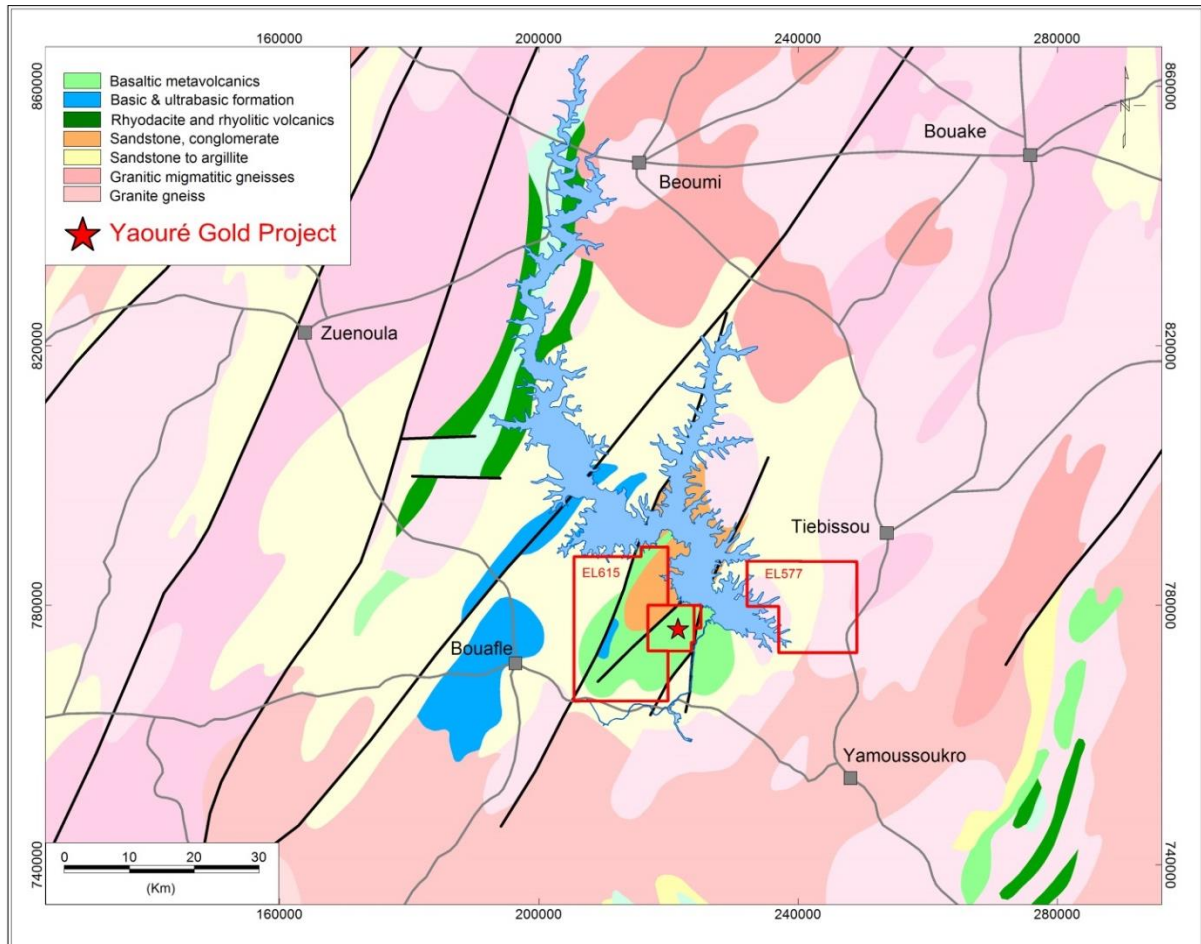 160000
200000
240000
280000
860000
860000
Basaltic metavolcanics
Basic & ultrabasic formation
Rhyodacite and rhyolitic volcanics
Sandstone, conglomerate
Sandstone to argillite
Granitic migmatitic gneisses
Granite gneiss
Yaouré Gold Project
N
Bouake
Beoumi
Zuenoula
820000
820000
Tiebissou
EL615
EL577
780000
780000
Bouafle
Yamoussoukro
740000
740000
0 10 20 30
(Km)
160000
200000
240000
280000